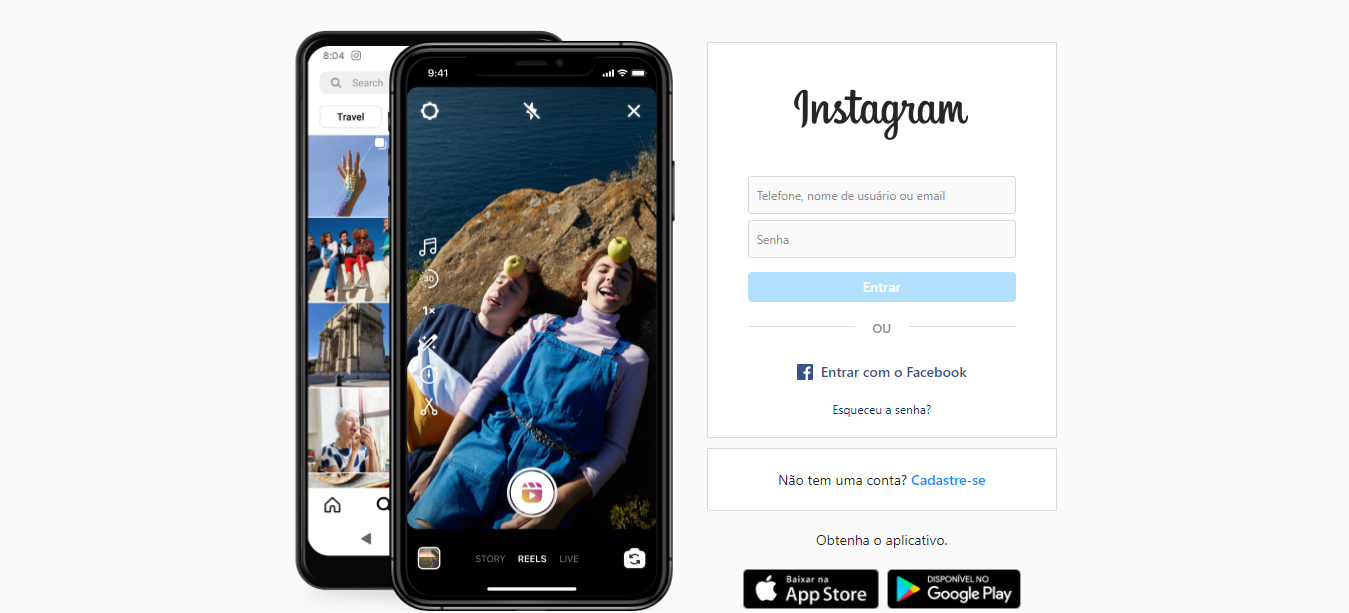 8:04
Search
Travel
9:41
30
1×
STORY REELS LIVE
Instagram
Telefone, nome de usuário ou email
Senha
Entrar
OU
Entrar com o Facebook
Esqueceu a senha?
Não tem uma conta? Cadastre-se
Obtenha o aplicativo.
Baixar na
App Store
DISPONÍVEL NO
Google Play